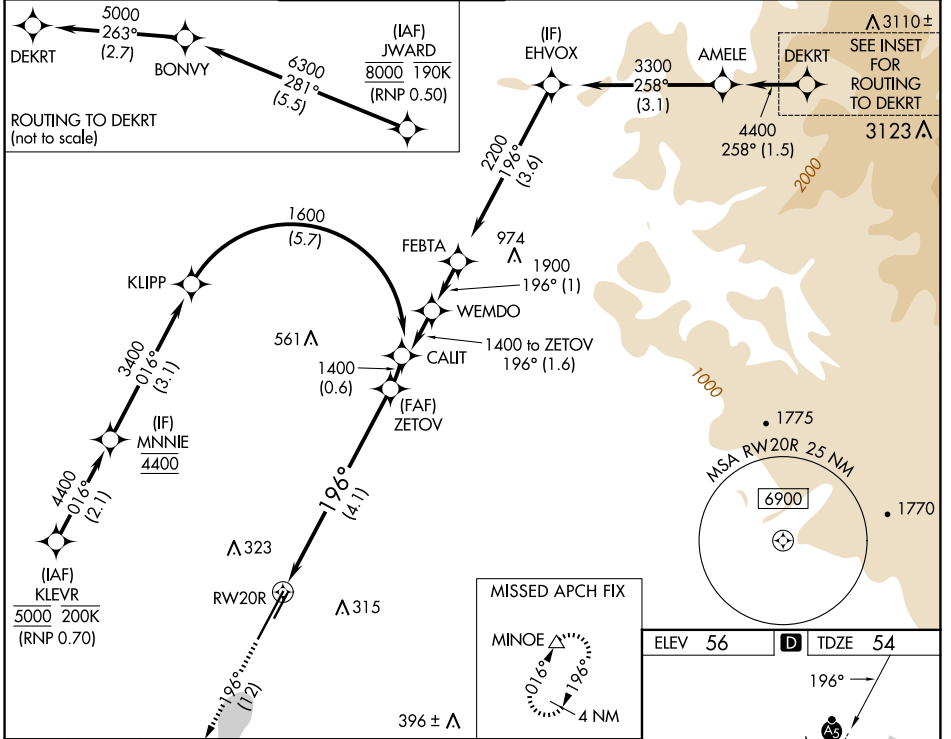 5000
263°
(2.7)
DEKRT
BONVY
6300
281°
(5.5)
(IAF)
JWARD
8000 190K
(RNP 0.50)
ROUTING TO DEKRT
(not to scale)
(IF)
EHVOX
3300
258°
(3.1)
AMELE
DEKRT
4400
258° (1.5)
3110 ±
SEE INSET
FOR
ROUTING
TO DEKRT
3123
2000
2200
196°
(3.6)
1600
(5.7)
KLIPP
FEBTA
974
1900
196° (1)
WEMDO
561
CALIT
1400 to ZETOV
196° (1.6)
1400
(0.6)
(FAF)
ZETOV
3400
016°
(3.1)
1000
(IF)
MNNIE
4400
1775
MSA RW20R 25 NM
6900
1770
4400
016°
(2.1)
196°
(4.1)
323
(IAF)
KLEVR
5000 200K
(RNP 0.70)
RW20R
315
MISSED APCH FIX
MINOE
016°
196°
4 NM
196°
(12)
396 ±
ELEV 56 D TDZE 54
196°
A5